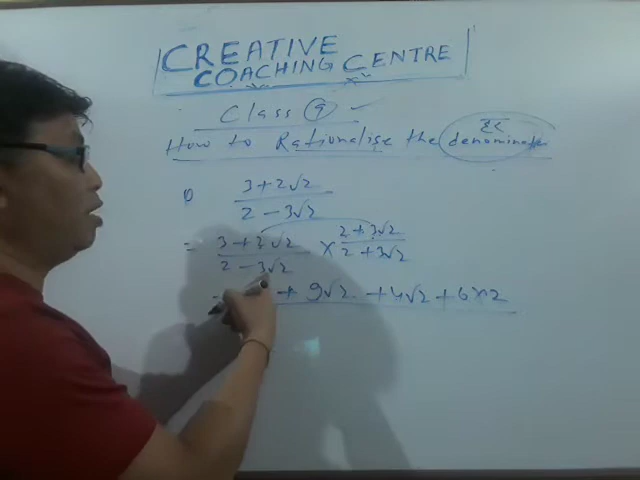 CREATIVE
COACHING CENTRE
Class 9
How to Rationalise the denominator
1) 3+2√2
2-3√2
= 3+2√2 × 2+3√2
2-3√2 2+3√2
+ 9√2 + 4√2 + 6×2